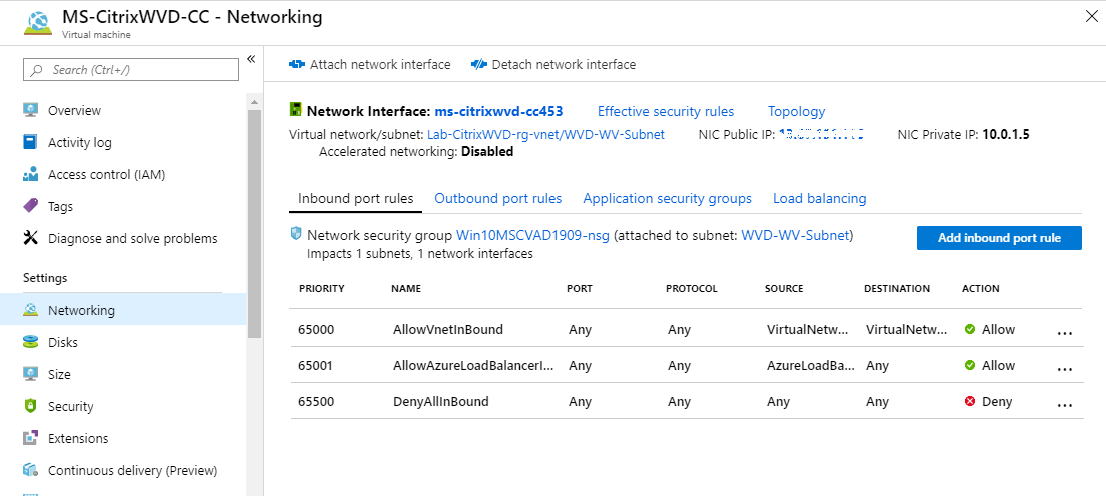 MS-CitrixWVD-CC - Networking
Virtual machine
Search (Ctrl+/)
Overview
Activity log
Access control (IAM)
Tags
Diagnose and solve problems
Settings
Networking
Disks
Size
Security
Extensions
Continuous delivery (Preview)
Attach network interface Detach network interface
Network Interface: ms-citrixwvd-cc453 Effective security rules Topology
Virtual network/subnet: Lab-CitrixWVD-rg-vnet/WVD-WV-Subnet NIC Public IP: NIC Private IP: 10.0.1.5
Accelerated networking: Disabled
Inbound port rules Outbound port rules Application security groups Load balancing
Network security group Win10MSCVAD1909-nsg (attached to subnet: WVD-WV-Subnet)
Impacts 1 subnets, 1 network interfaces
Add inbound port rule
PRIORITY NAME PORT PROTOCOL SOURCE DESTINATION ACTION
65000 AllowVnetInBound Any Any VirtualNetw... VirtualNetw... Allow ...
65001 AllowAzureLoadBalancerI... Any Any AzureLoadBa... Any Allow ...
65500 DenyAllInBound Any Any Any Any Deny ...